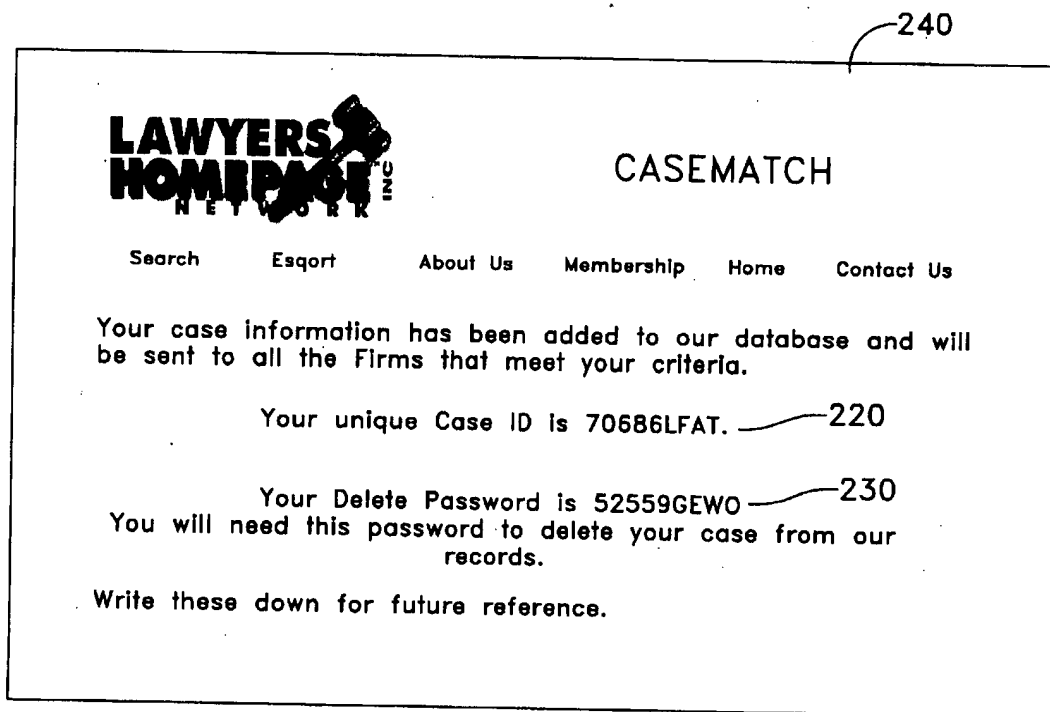 240
LAWYERS
HOMEPAGE INC
NETWORK
CASEMATCH
Search Esqort About Us Membership Home Contact Us
Your case information has been added to our database and will
be sent to all the Firms that meet your criteria.
Your unique Case ID is 70686LFAT. 220
Your Delete Password is 52559GEWO 230
You will need this password to delete your case from our
records.
Write these down for future reference.